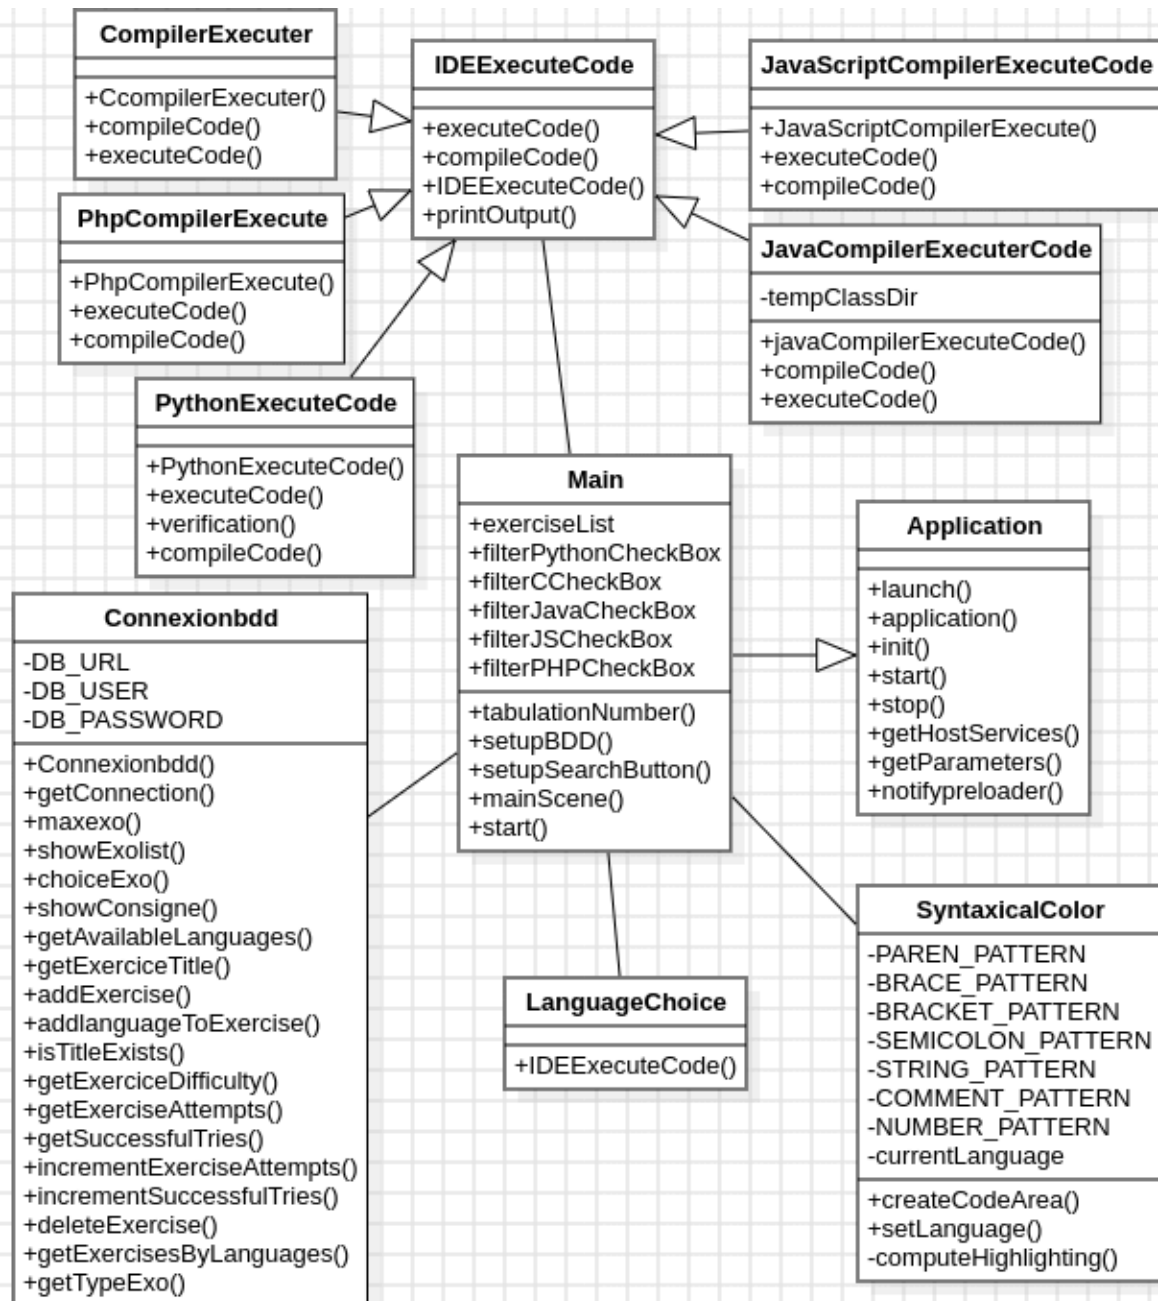 CompilerExecuter
+CcompilerExecuter()
+compileCode()
+executeCode()
IDEExecuteCode
+executeCode()
+compileCode()
+IDEExecuteCode()
+printOutput()
JavaScriptCompilerExecuteCode
+JavaScriptCompilerExecute()
+executeCode()
+compileCode()
PhpCompilerExecute
+PhpCompilerExecute()
+executeCode()
+compileCode()
JavaCompilerExecuterCode
-tempClassDir
+javaCompilerExecuteCode()
+compileCode()
+executeCode()
PythonExecuteCode
+PythonExecuteCode()
+executeCode()
+verification()
+compileCode()
Main
+exerciseList
+filterPythonCheckBox
+filterCCheckBox
+filterJavaCheckBox
+filterJSCheckBox
+filterPHPCheckBox
+tabulationNumber()
+setupBDD()
+setupSearchButton()
+mainScene()
+start()
Application
+launch()
+application()
+init()
+start()
+stop()
+getHostServices()
+getParameters()
+notifypreloader()
Connexionbdd
-DB_URL
-DB_USER
-DB_PASSWORD
+Connexionbdd()
+getConnection()
+maxexo()
+showExolist()
+choiceExo()
+showConsigne()
+getAvailableLanguages()
+getExerciceTitle()
+addExercise()
+addlanguageToExercise()
+isTitleExists()
+getExerciceDifficulty()
+getExerciseAttempts()
+getSuccessfulTries()
+incrementExerciseAttempts()
+incrementSuccessfulTries()
+deleteExercise()
+getExercisesByLanguages()
+getTypeExo()
LanguageChoice
+IDEExecuteCode()
SyntaxicalColor
-PAREN_PATTERN
-BRACE_PATTERN
-BRACKET_PATTERN
-SEMICOLON_PATTERN
-STRING_PATTERN
-COMMENT_PATTERN
-NUMBER_PATTERN
-currentLanguage
+createCodeArea()
+setLanguage()
-computeHighlighting()